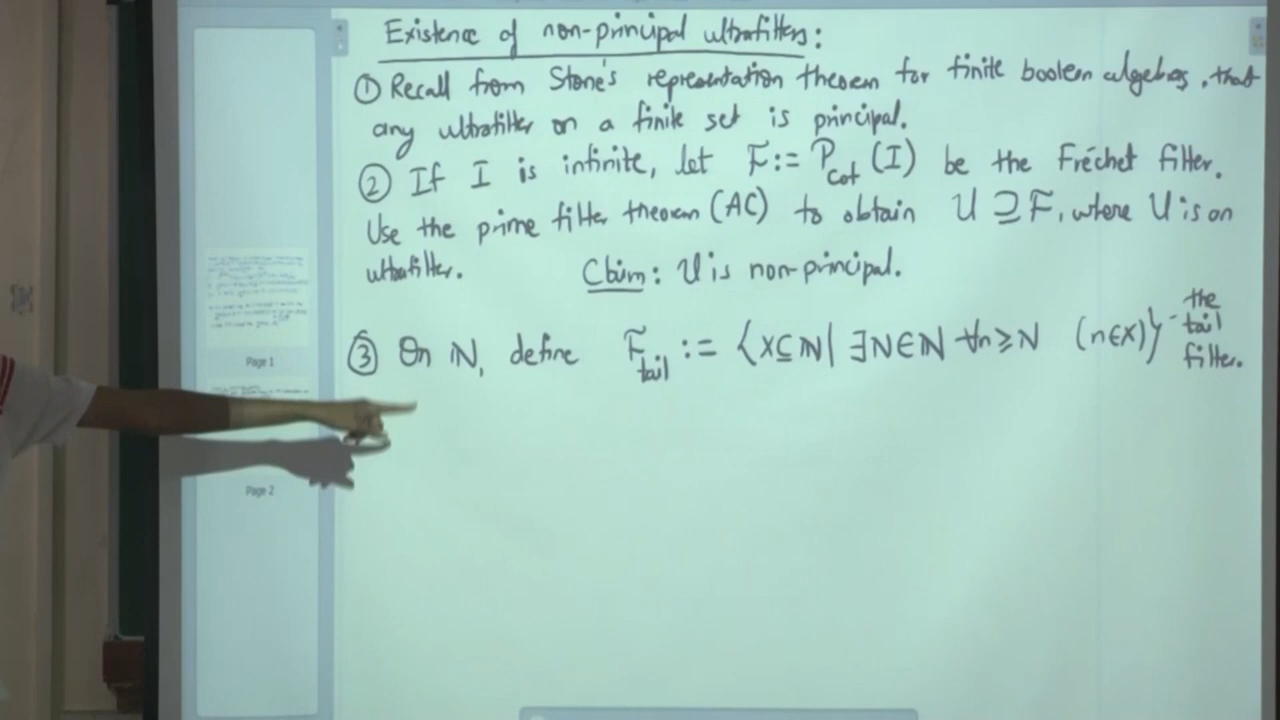 Existence of non-principal ultrafilters:
① Recall from Stone's representation theorem for finite boolean algebras, that
any ultrafilter on a finite set is principal.
② If I is infinite, let F := P_cof (I) be the Fréchet filter.
Use the prime filter theorem (AC) to obtain U ⊇ F, where U is an
ultrafilter. Claim: U is non-principal.
③ On ℕ, define F_tail := {X ⊆ ℕ | ∃N ∈ ℕ ∀n ≥ N (n ∈ X)} - the tail filter.
Page 1
Page 2